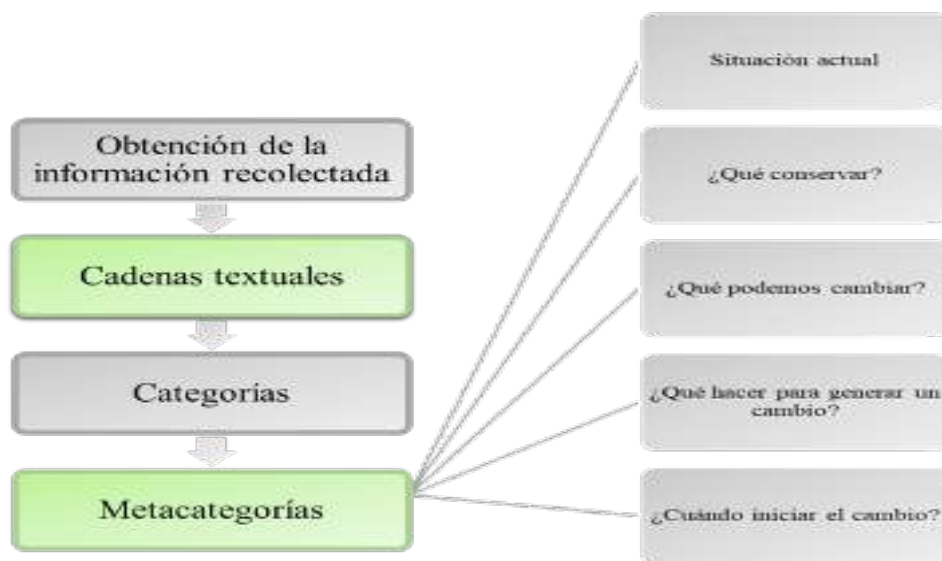 Obtención de la
información recolectada
Cadenas textuales
Categorías
Metacategorías
Situación actual
¿Qué conservar?
¿Qué podemos cambiar?
¿Qué hacer para generar un
cambio?
¿Cuándo iniciar el cambio?